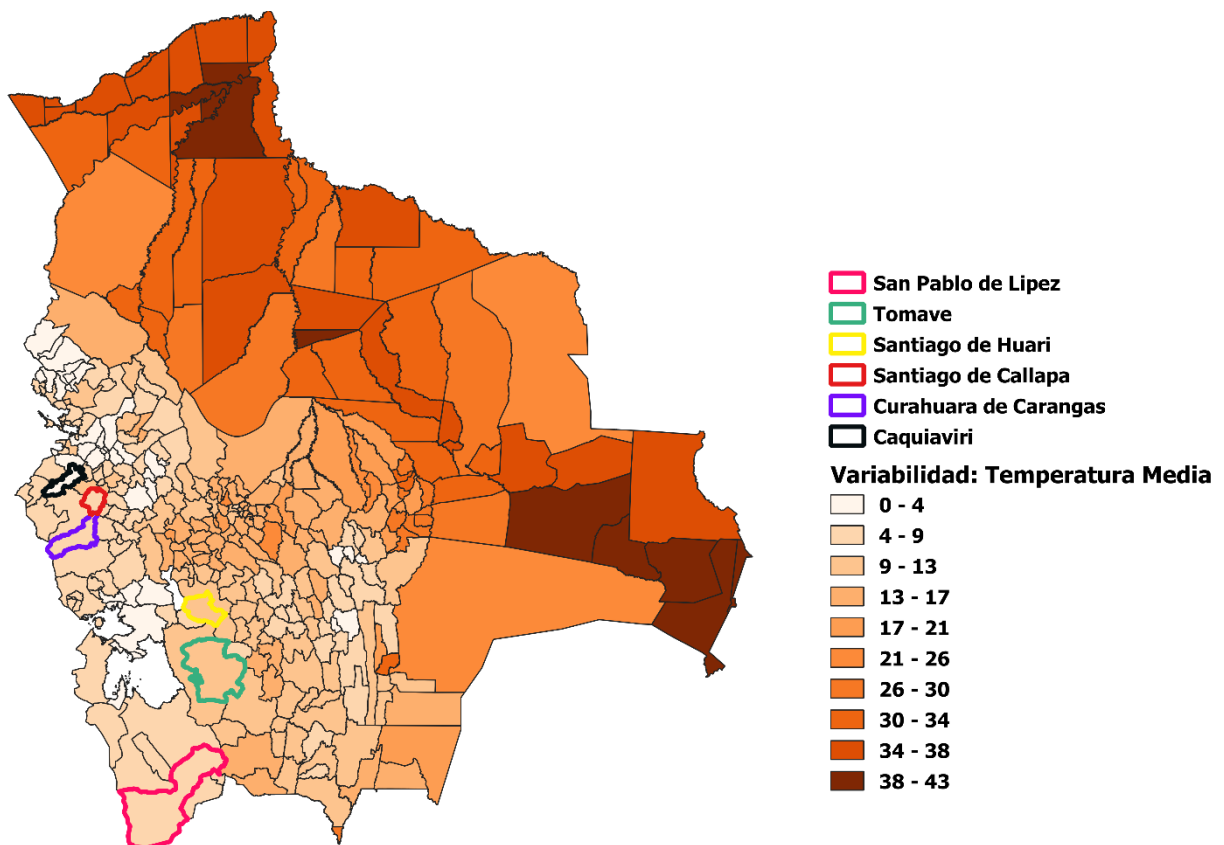 San Pablo de Lipez
Tomave
Santiago de Huari
Santiago de Callapa
Curahuara de Carangas
Caquiaviri
Variabilidad: Temperatura Media
0 - 4
4 - 9
9 - 13
13 - 17
17 - 21
21 - 26
26 - 30
30 - 34
34 - 38
38 - 43